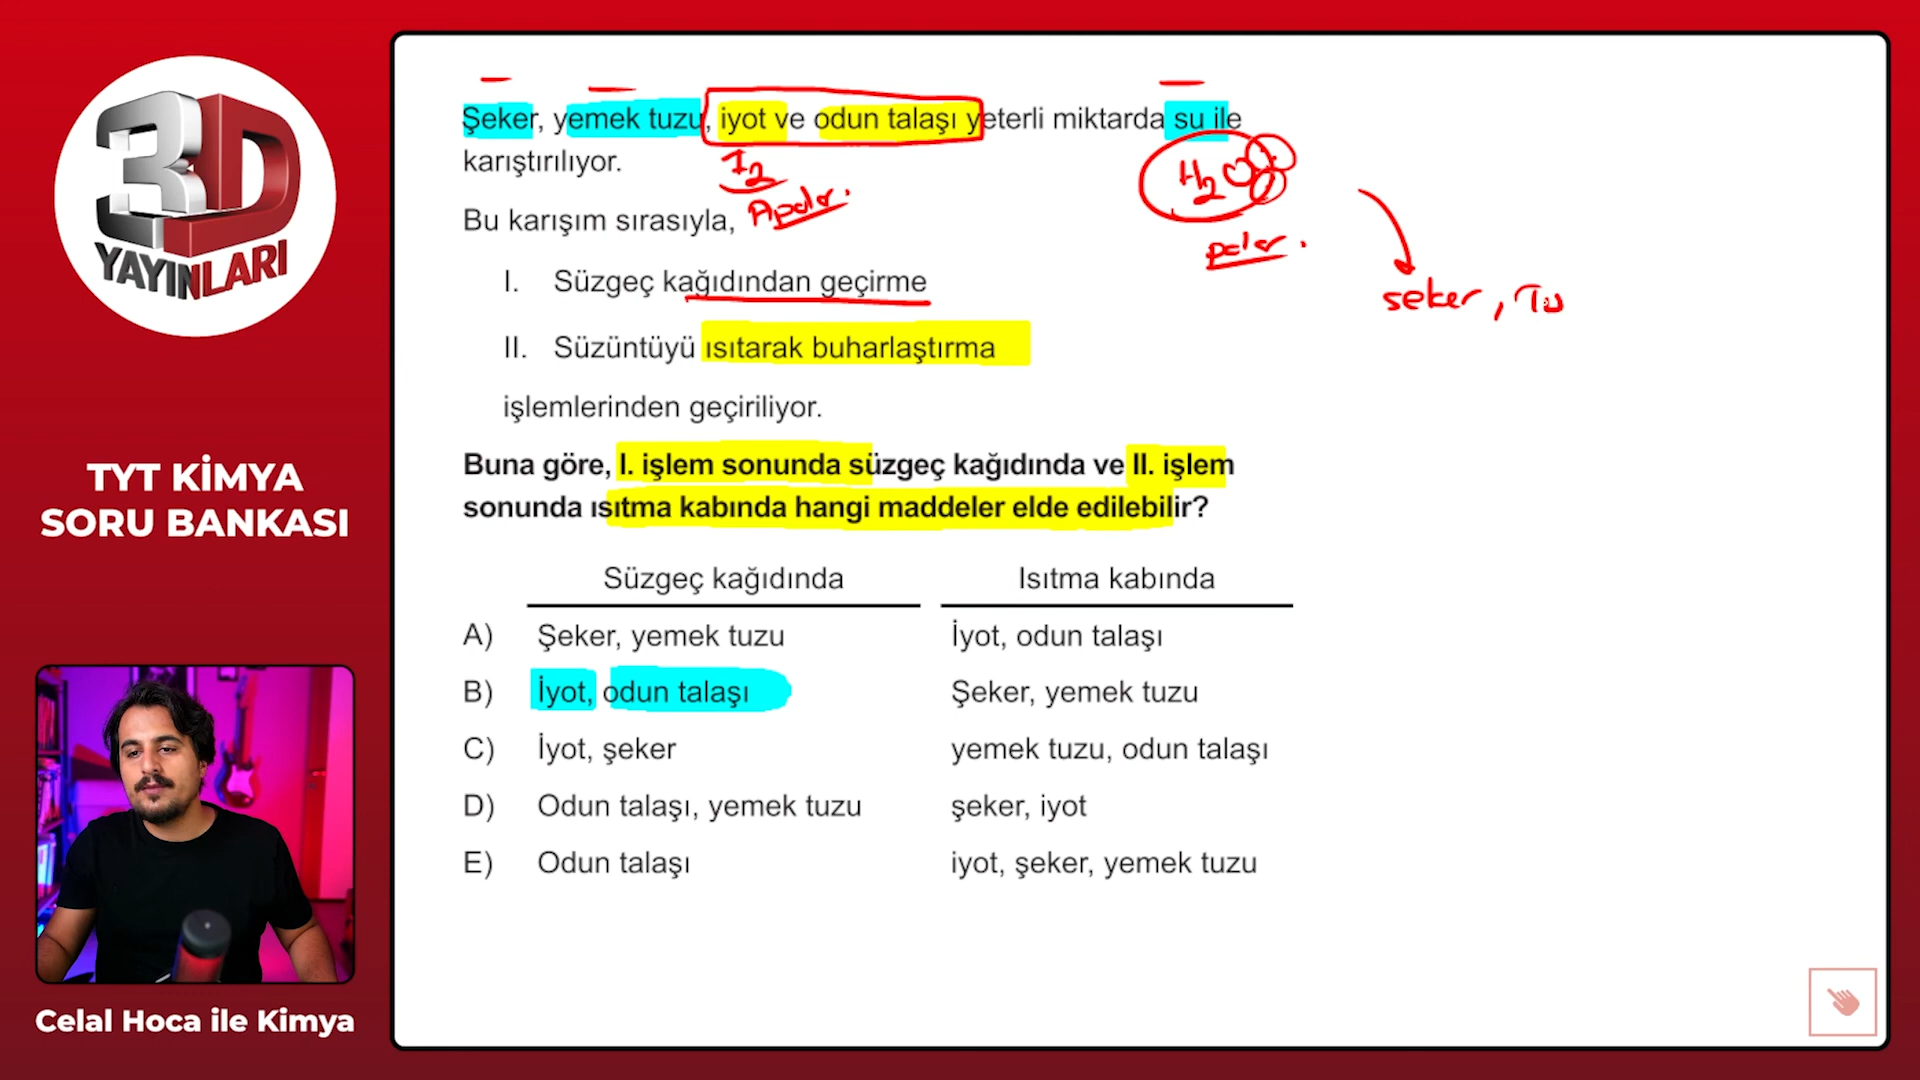 3D
YAYINLARI
TYT KİMYA
SORU BANKASI
Celal Hoca ile Kimya
Şeker, yemek tuzu, iyot ve odun talaşı yeterli miktarda su ile
karıştırılıyor.
I2
Apolar.
H2O
polar.
şeker, Tu
Bu karışım sırasıyla,
I. Süzgeç kağıdından geçirme
II. Süzüntüyü ısıtarak buharlaştırma
işlemlerinden geçiriliyor.
Buna göre, I. işlem sonunda süzgeç kağıdında ve II. işlem
sonunda ısıtma kabında hangi maddeler elde edilebilir?
Süzgeç kağıdında Isıtma kabında
A) Şeker, yemek tuzu İyot, odun talaşı
B) İyot, odun talaşı Şeker, yemek tuzu
C) İyot, şeker yemek tuzu, odun talaşı
D) Odun talaşı, yemek tuzu şeker, iyot
E) Odun talaşı iyot, şeker, yemek tuzu